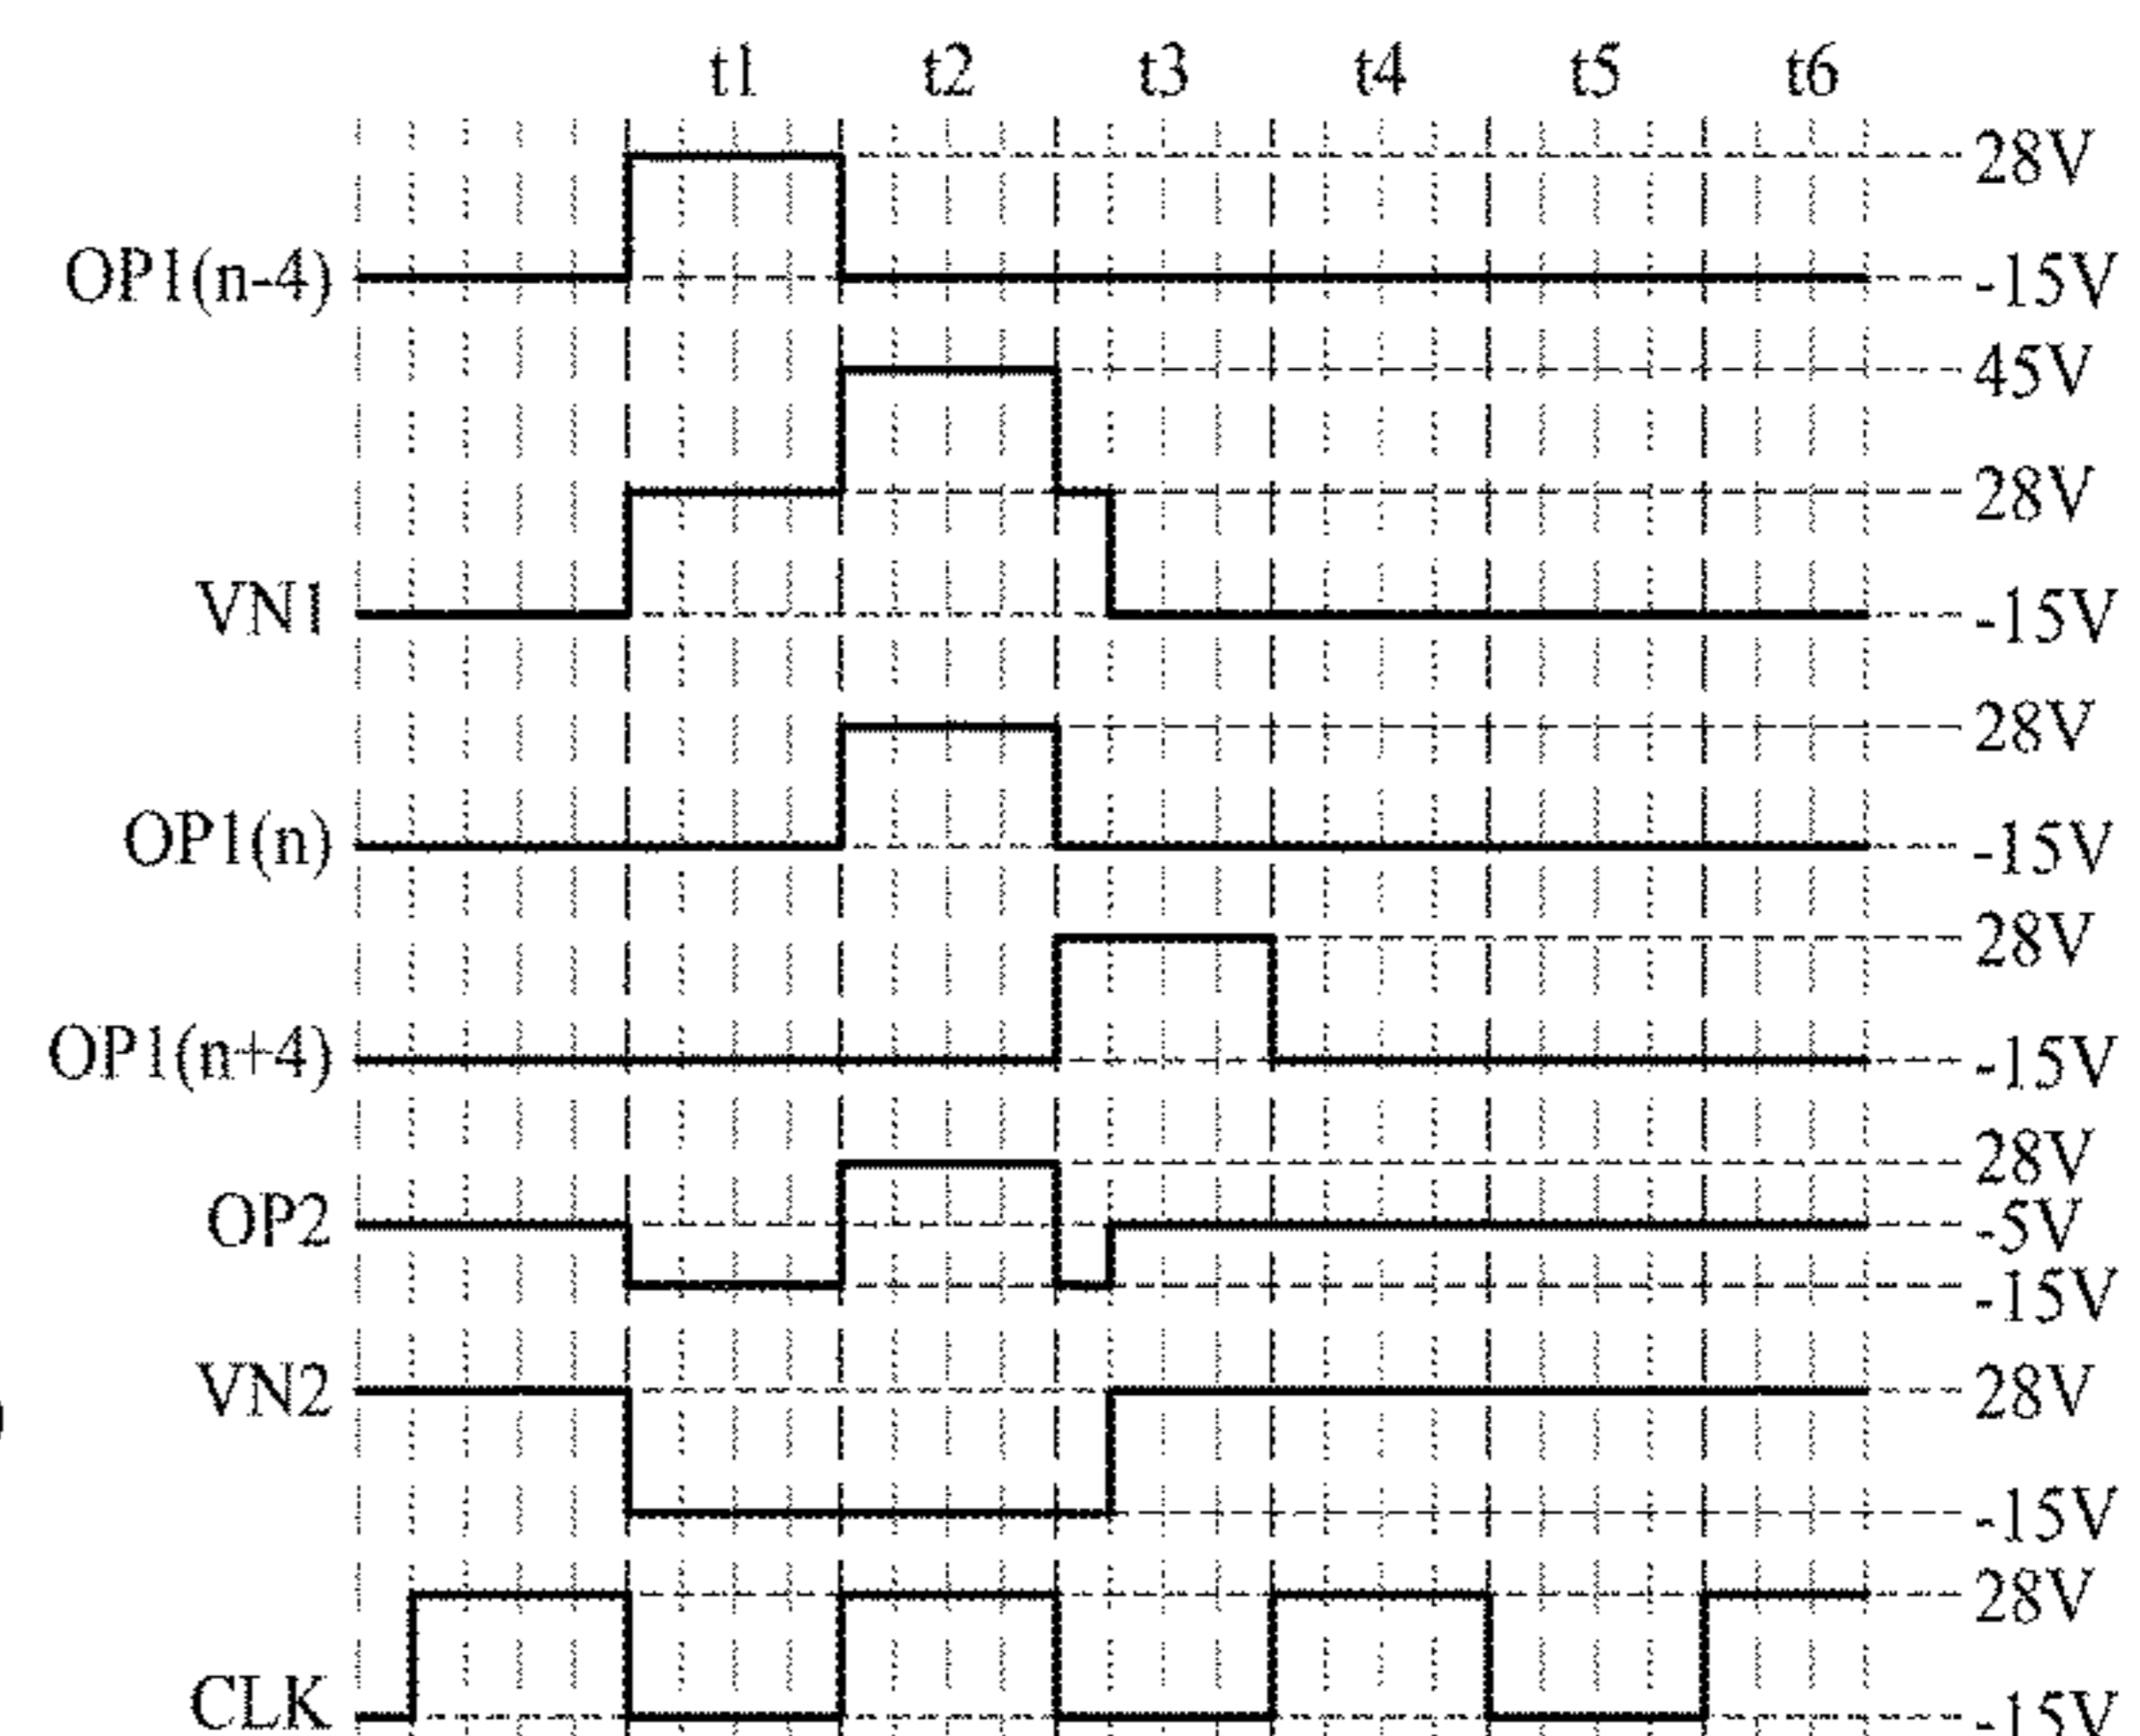 t1 t2 t3 t4 t5 t6
28V
OP1(n-4) -15V
45V
28V
VN1 -15V
28V
OP1(n) -15V
28V
OP1(n+4) -15V
28V
OP2 -5V
-15V
VN2 28V
-15V
28V
CLK -15V